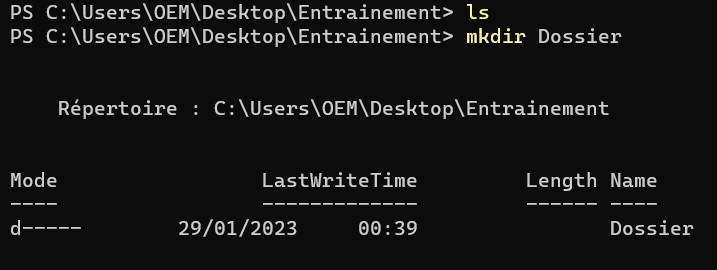 PS C:\Users\OEM\Desktop\Entrainement> ls
PS C:\Users\OEM\Desktop\Entrainement> mkdir Dossier
Répertoire : C:\Users\OEM\Desktop\Entrainement
Mode LastWriteTime Length Name
---- ------------- ------ ----
d----- 29/01/2023 00:39 Dossier